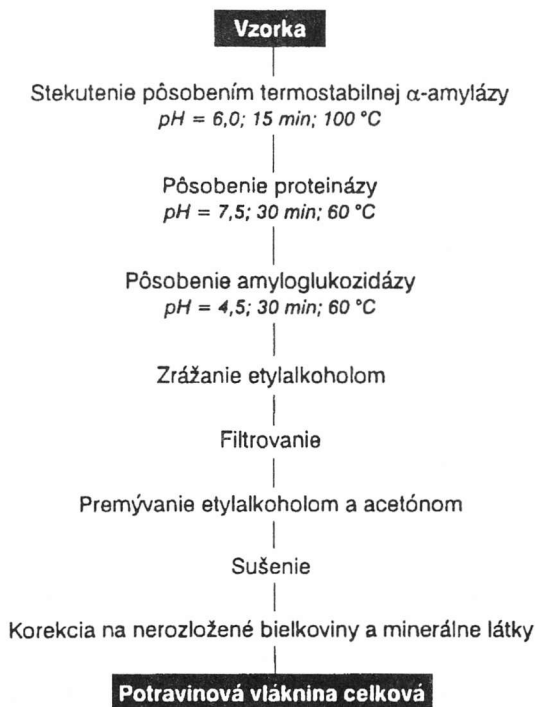 Vzorka
Stekutenie pôsobením termostabilnej α-amylázy
pH = 6,0; 15 min; 100 °C
Pôsobenie proteinázy
pH = 7,5; 30 min; 60 °C
Pôsobenie amyloglukozidázy
pH = 4,5; 30 min; 60 °C
Zrážanie etylalkoholom
Filtrovanie
Premývanie etylalkoholom a acetónom
Sušenie
Korekcia na nerozložené bielkoviny a minerálne látky
Potravinová vláknina celková